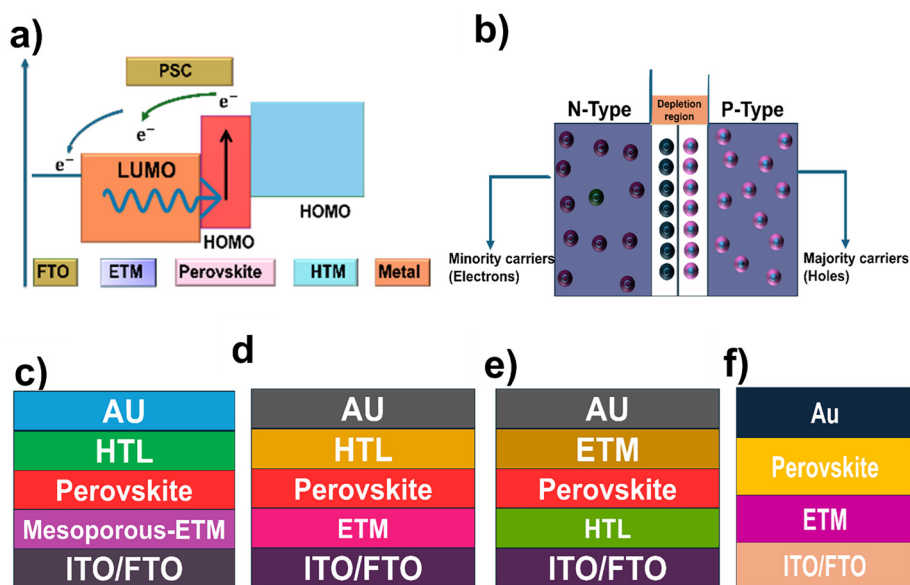 a)
PSC
e⁻
e⁻
e⁻
LUMO
HOMO
HOMO
FTO
ETM
Perovskite
HTM
Metal
b)
N-Type
Depletion
region
P-Type
Minority carriers
(Electrons)
Majority carriers
(Holes)
c)
AU
HTL
Perovskite
Mesoporous-ETM
ITO/FTO
d
AU
HTL
Perovskite
ETM
ITO/FTO
e)
AU
ETM
Perovskite
HTL
ITO/FTO
f)
Au
Perovskite
ETM
ITO/FTO